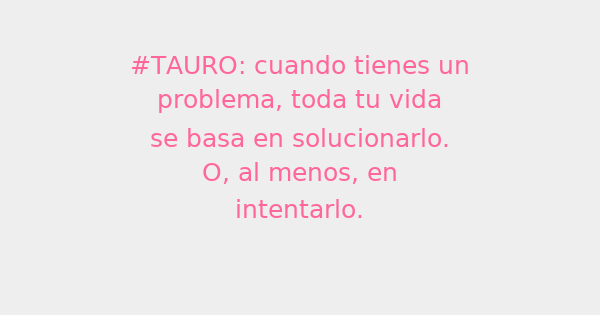 #TAURO: cuando tienes un
problema, toda tu vida
se basa en solucionarlo.
O, al menos, en
intentarlo.